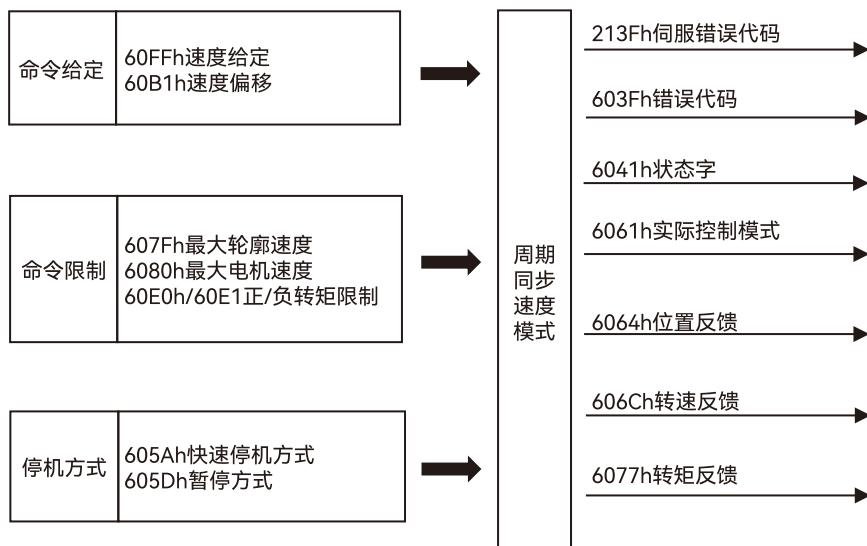 命令给定
60FFh速度给定
60B1h速度偏移
命令限制
607Fh最大轮廓速度
6080h最大电机速度
60E0h/60E1正/负转矩限制
停机方式
605Ah快速停机方式
605Dh暂停方式
周期
同步
速度
模式
213Fh伺服错误代码
603Fh错误代码
6041h状态字
6061h实际控制模式
6064h位置反馈
606Ch转速反馈
6077h转矩反馈